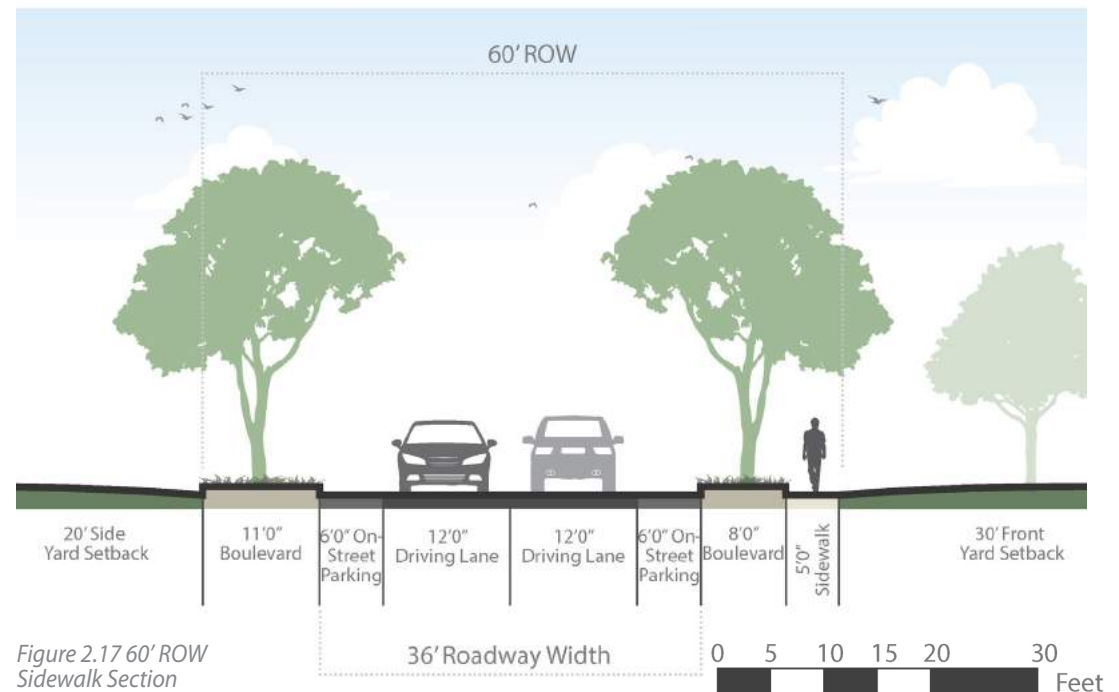 60' ROW
20' Side
Yard Setback
11'0"
Boulevard
6'0" On-
Street
Parking
12'0"
Driving Lane
12'0"
Driving Lane
6'0" On-
Street
Parking
8'0"
Boulevard
5'0"
Sidewalk
30' Front
Yard Setback
36' Roadway Width
Figure 2.17 60' ROW
Sidewalk Section
0 5 10 15 20 30
Feet